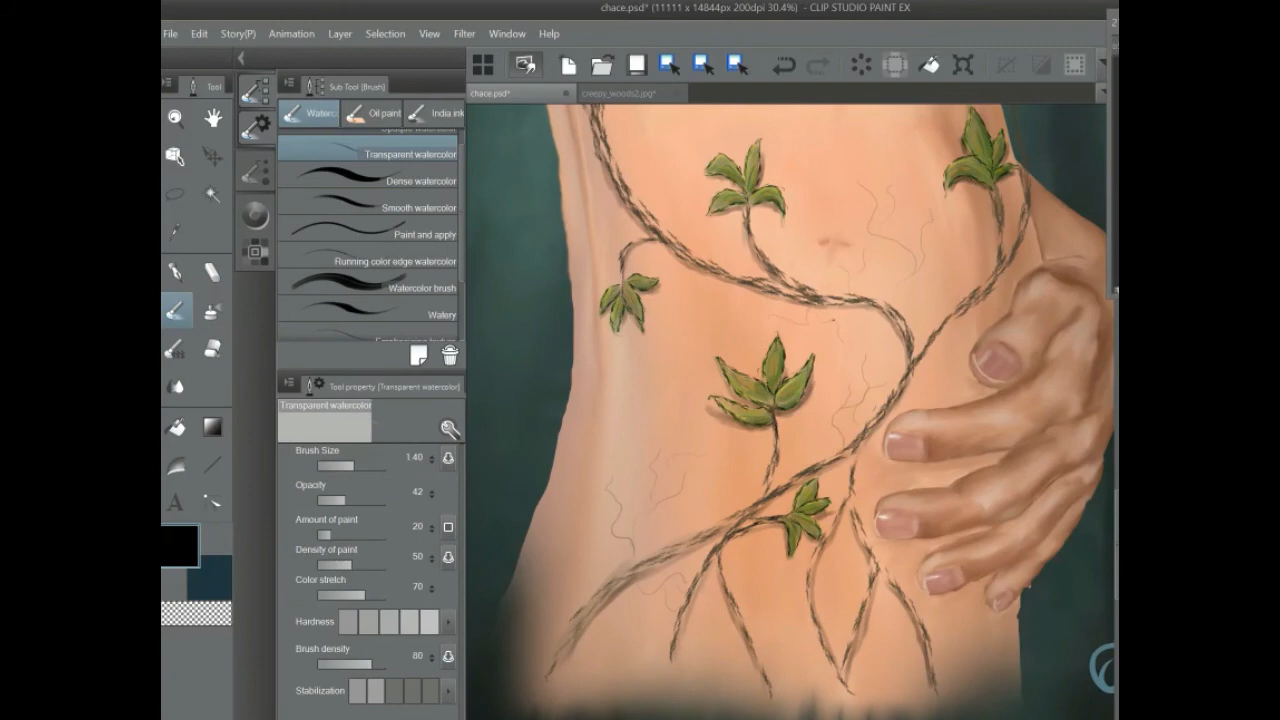 chace.psd* (11111 x 14844px 200dpi 30.4%) - CLIP STUDIO PAINT EX
File Edit Story(P) Animation Layer Selection View Filter Window Help
Tool
Sub Tool [Brush]
chace.psd*
creepy_woods2.jpg*
Waterc
Oil paint
India ink
Transparent watercolor
Dense watercolor
Smooth watercolor
Paint and apply
Running color edge watercolor
Watercolor brush
Watery
Tool property [Transparent watercolor]
Transparent watercolor
Brush Size 140
Opacity 42
Amount of paint 20
Density of paint 50
Color stretch 70
Hardness
Brush density 80
Stabilization
A